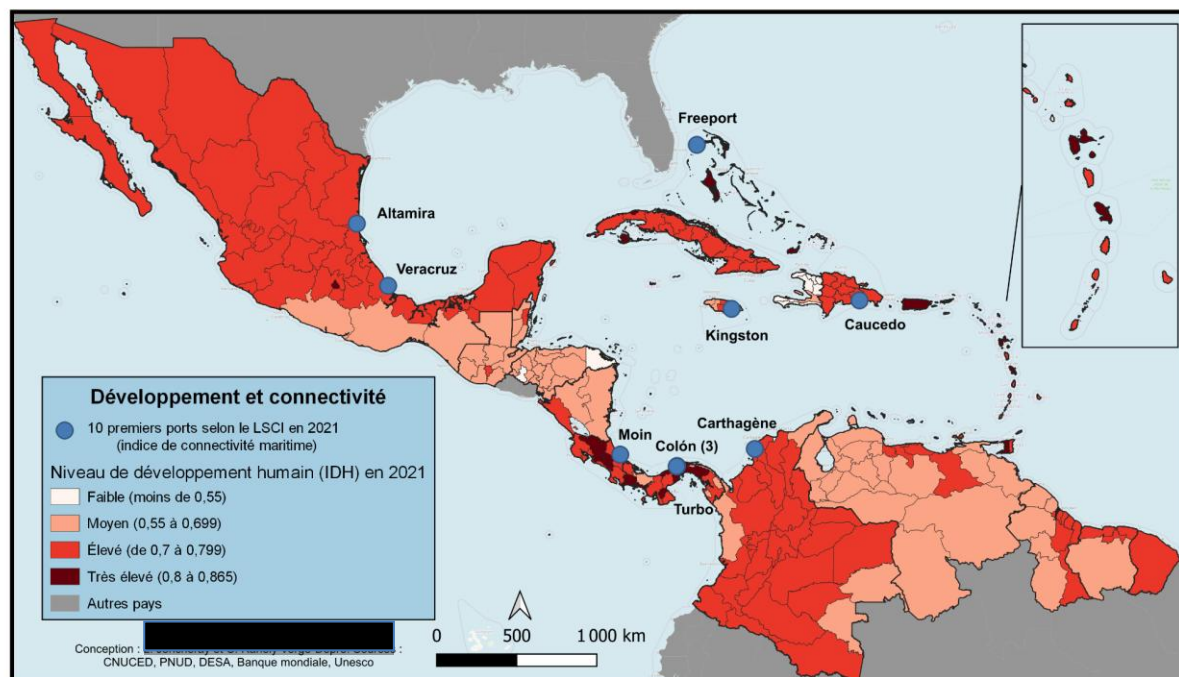 Freeport
Altamira
Veracruz
Kingston
Caucedo
Carthagène
Moin
Colón (3)
Turbo
Développement et connectivité
10 premiers ports selon le LSCI en 2021
(indice de connectivité maritime)
Niveau de développement humain (IDH) en 2021
Faible (moins de 0,55)
Moyen (0,55 à 0,699)
Élevé (de 0,7 à 0,799)
Très élevé (0,8 à 0,865)
Autres pays
0 500 1 000 km
Conception :
CNUCED, PNUD, DESA, Banque mondiale, Unesco